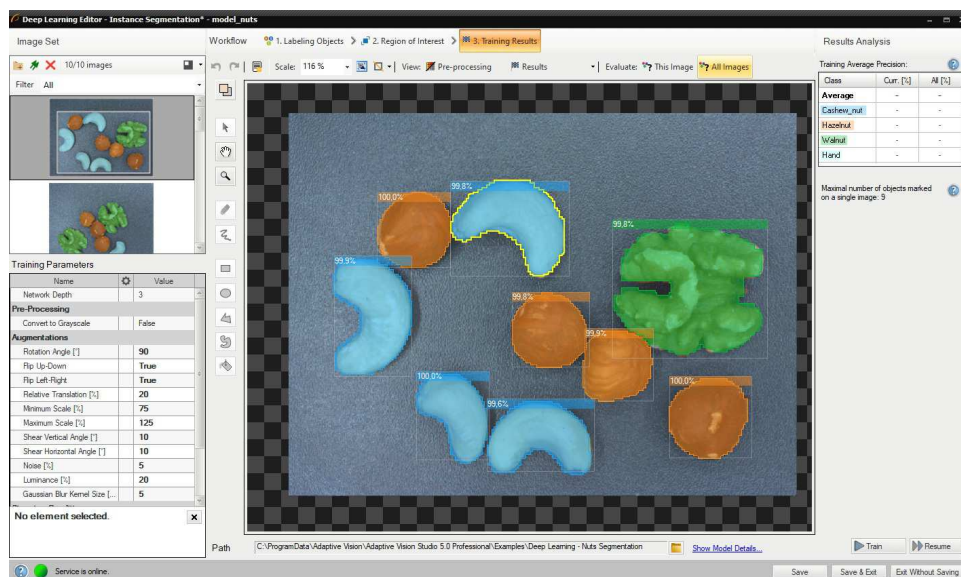 Deep Learning Editor - Instance Segmentation* - model_nuts
Image Set
Workflow
1. Labeling Objects
2. Region of Interest
3. Training Results
Results Analysis
10/10 images
Scale: 116 %
View:
Pre-processing
Results
Evaluate:
This Image
All Images
Filter All
Training Average Precision:
Class Curr. [%] All [%]
Average - -
Cashew_nut - -
Hazelnut - -
Walnut - -
Hand - -
Maximal number of objects marked
on a single image: 9
99,8%
100,0%
99,8%
99,9%
99,8%
99,9%
100,0%
100,0%
99,6%
Training Parameters
Name Value
Network Depth 3
Pre-Processing
Convert to Grayscale False
Augmentations
Rotation Angle [°] 90
Flip Up-Down True
Flip Left-Right True
Relative Translation [%] 20
Minimum Scale [%] 75
Maximum Scale [%] 125
Shear Vertical Angle [°] 10
Shear Horizontal Angle [°] 10
Noise [%] 5
Luminance [%] 20
Gaussian Blur Kernel Size [... 5
No element selected.
Path
C:\ProgramData\Adaptive Vision\Adaptive Vision Studio 5.0 Professional\Examples\Deep Learning - Nuts Segmentation
Show Model Details...
Train
Resume
Service is online.
Save
Save & Exit
Exit Without Saving